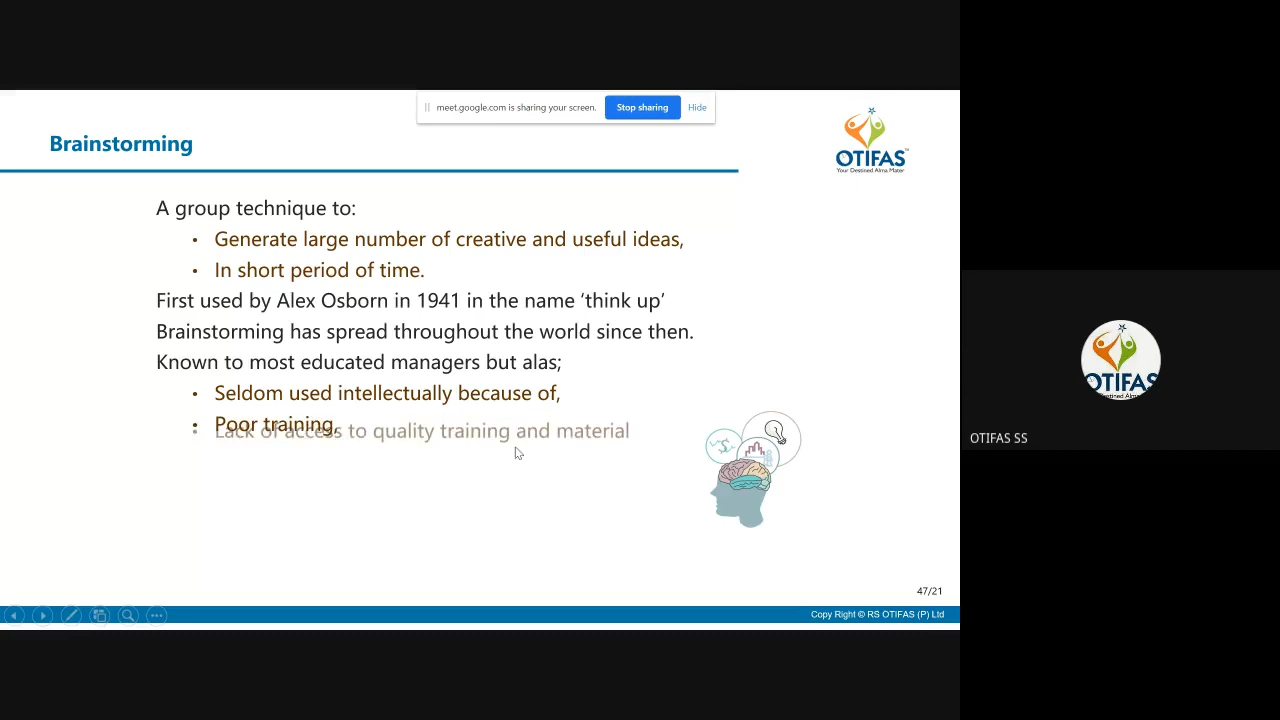 meet.google.com is sharing your screen.
Stop sharing
Hide
Brainstorming
OTIFAS™
Your Destined Alma Mater
A group technique to:
• Generate large number of creative and useful ideas,
• In short period of time.
First used by Alex Osborn in 1941 in the name ‘think up’
Brainstorming has spread throughout the world since then.
Known to most educated managers but alas;
• Seldom used intellectually because of,
• Poor training,
• Lack of access to quality training and material
OTIFAS
Destined Alma
OTIFAS SS
47/21
Copy Right © RS OTIFAS (P) Ltd